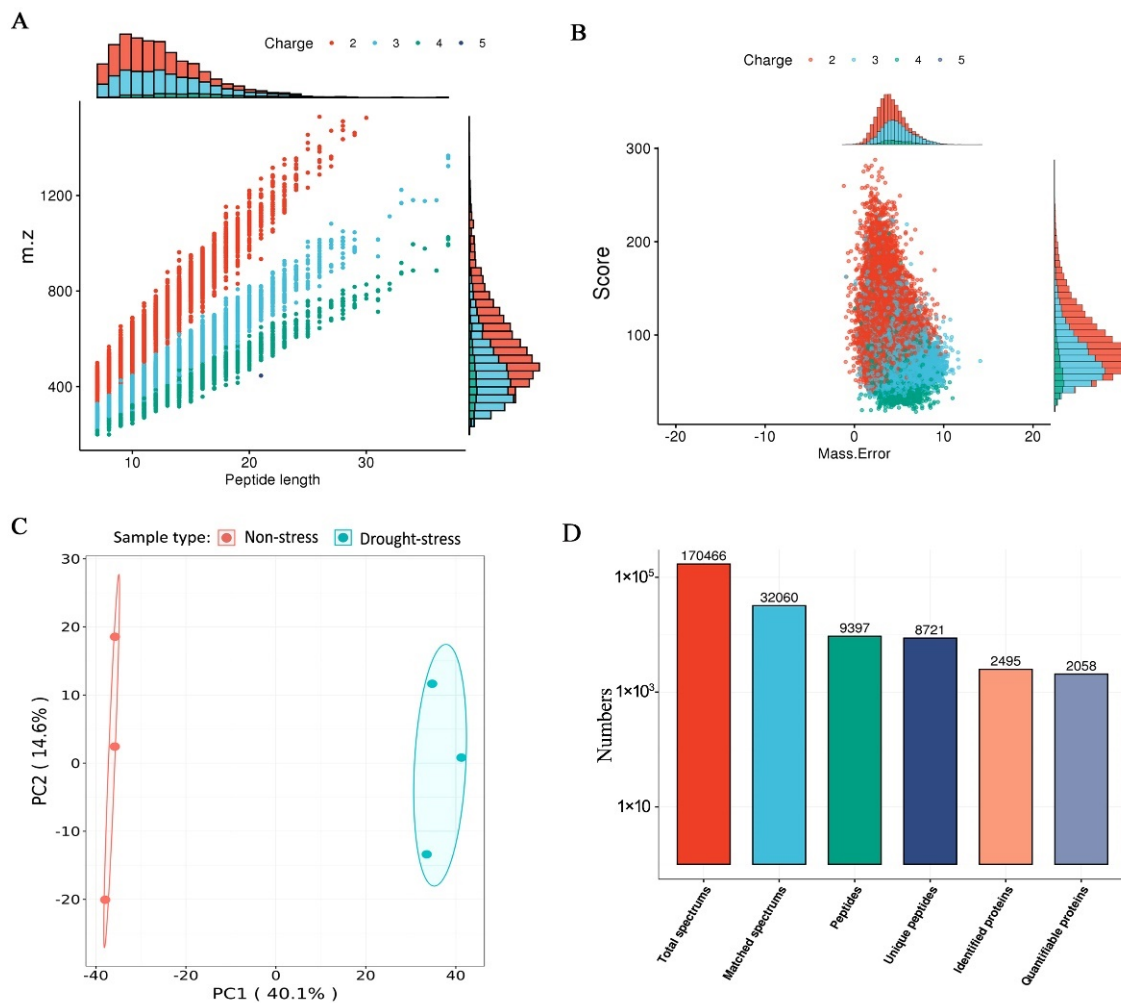 A
Charge 2 3 4 5
m.z
1200
800
400
10 20 30
Peptide length
B
Charge 2 3 4 5
Score
300
200
100
-20 -10 0 10 20
Mass.Error
C
Sample type: Non-stress Drought-stress
PC2 ( 14.6% )
30
20
10
0
-10
-20
-40 -20 0 20 40
PC1 ( 40.1% )
D
Numbers
1×10⁵
1×10³
1×10
170466
32060
9397
8721
2495
2058
Total spectrums
Matched spectrums
Peptides
Unique peptides
Identified proteins
Quantifiable proteins